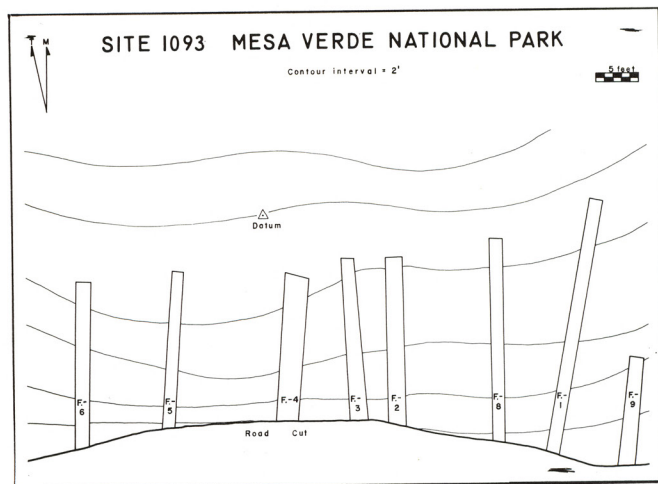 SITE 1093 MESA VERDE NATIONAL PARK
T M
Contour interval = 2'
5 feet
Datum
F.-6
F.-5
F.-4
F.-3
F.-2
F.-8
F.-1
F.-9
Road Cut